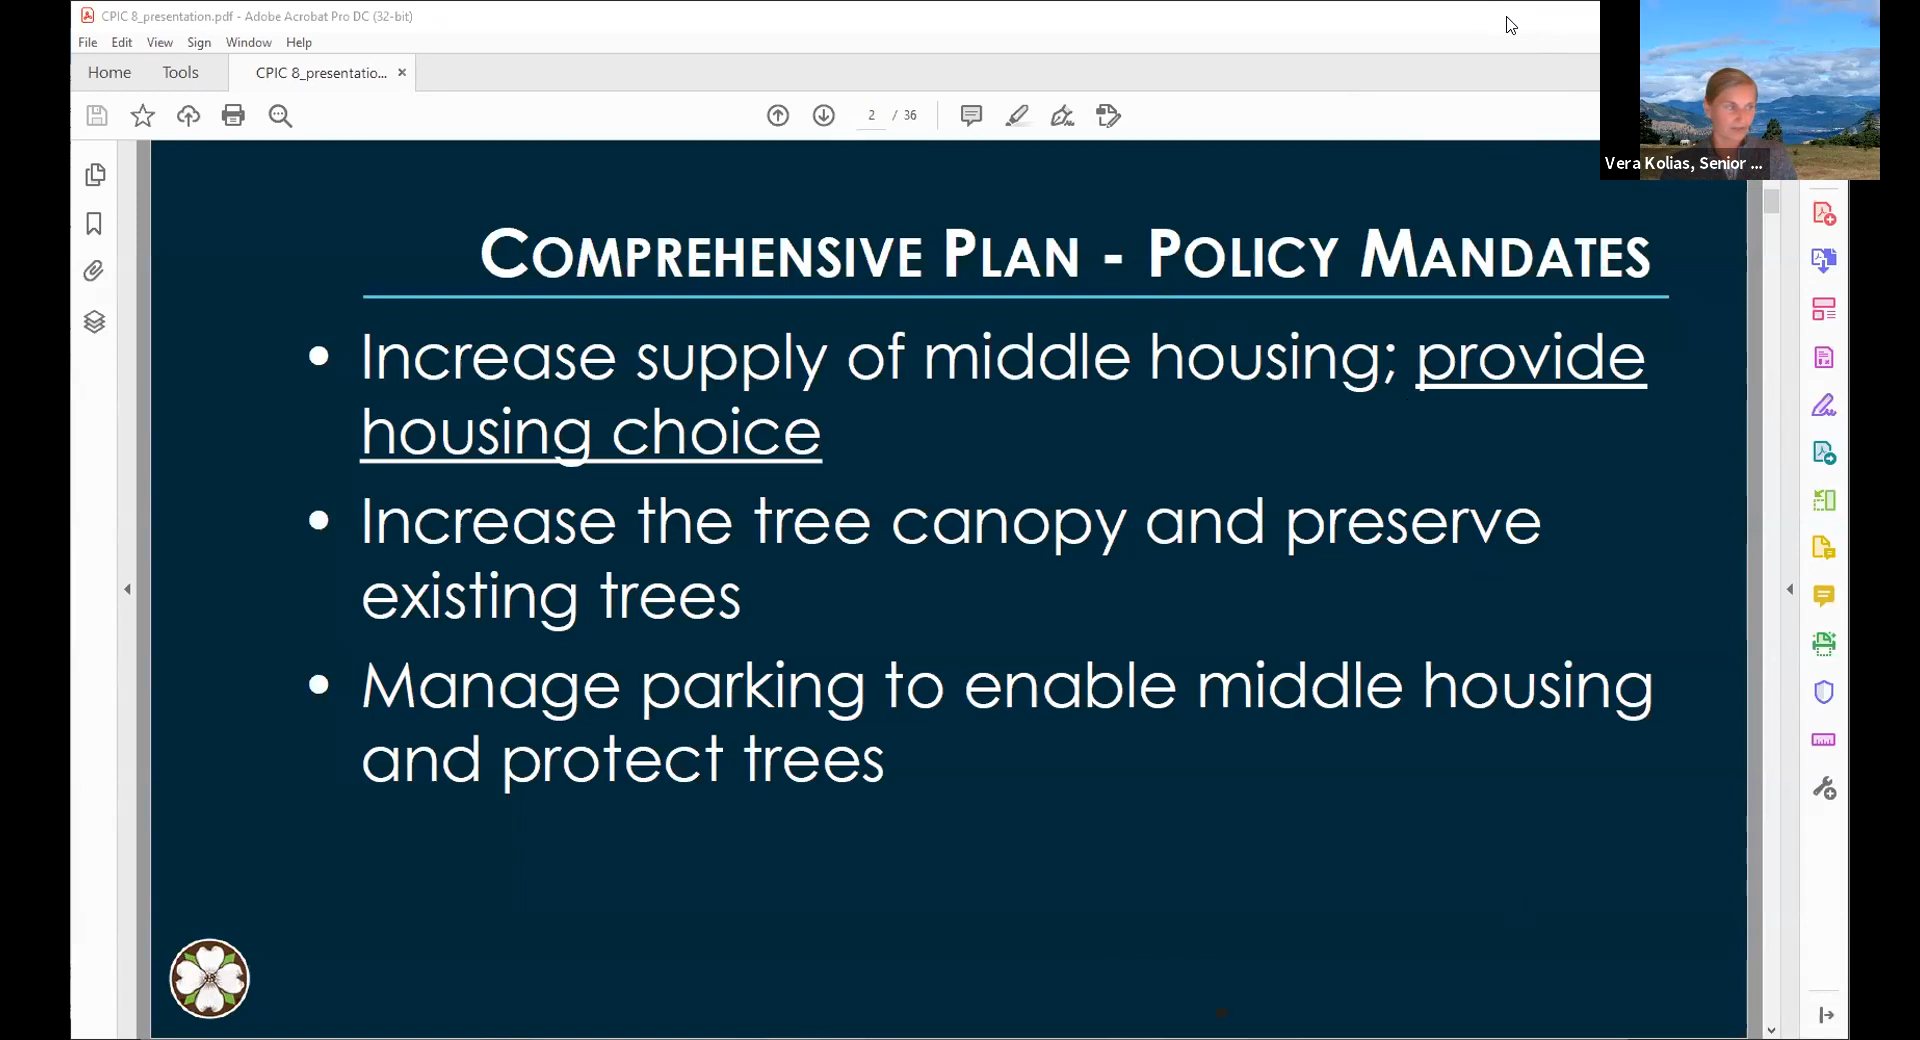 CPIC 8_presentation.pdf - Adobe Acrobat Pro DC (32-bit)
File Edit View Sign Window Help
Home Tools CPIC 8_presentatio... ×
2 / 36
Vera Kolias, Senior ...
COMPREHENSIVE PLAN - POLICY MANDATES
• Increase supply of middle housing; provide
housing choice
• Increase the tree canopy and preserve
existing trees
• Manage parking to enable middle housing
and protect trees